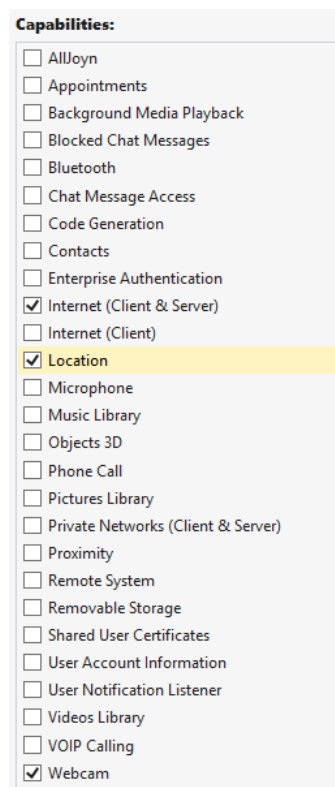 Capabilities:
AllJoyn
Appointments
Background Media Playback
Blocked Chat Messages
Bluetooth
Chat Message Access
Code Generation
Contacts
Enterprise Authentication
Internet (Client & Server)
Internet (Client)
Location
Microphone
Music Library
Objects 3D
Phone Call
Pictures Library
Private Networks (Client & Server)
Proximity
Remote System
Removable Storage
Shared User Certificates
User Account Information
User Notification Listener
Videos Library
VOIP Calling
Webcam